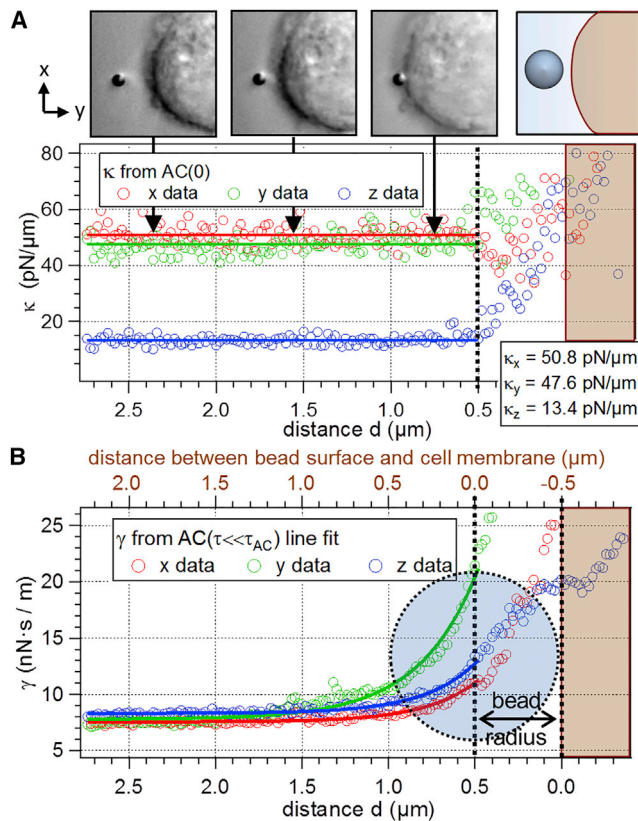 A
x
y
κ from AC(0)
x data y data z data
80
60
40
20
κ (pN/μm)
2.5 2.0 1.5 1.0 0.5
distance d (μm)
κx = 50.8 pN/μm
κy = 47.6 pN/μm
κz = 13.4 pN/μm
B
distance between bead surface and cell membrane (μm)
2.0 1.5 1.0 0.5 0.0 -0.5
γ from AC(τ<<τAC) line fit
x data y data z data
25
20
15
10
5
γ (nN·s / m)
bead
radius
2.5 2.0 1.5 1.0 0.5 0.0
distance d (μm)